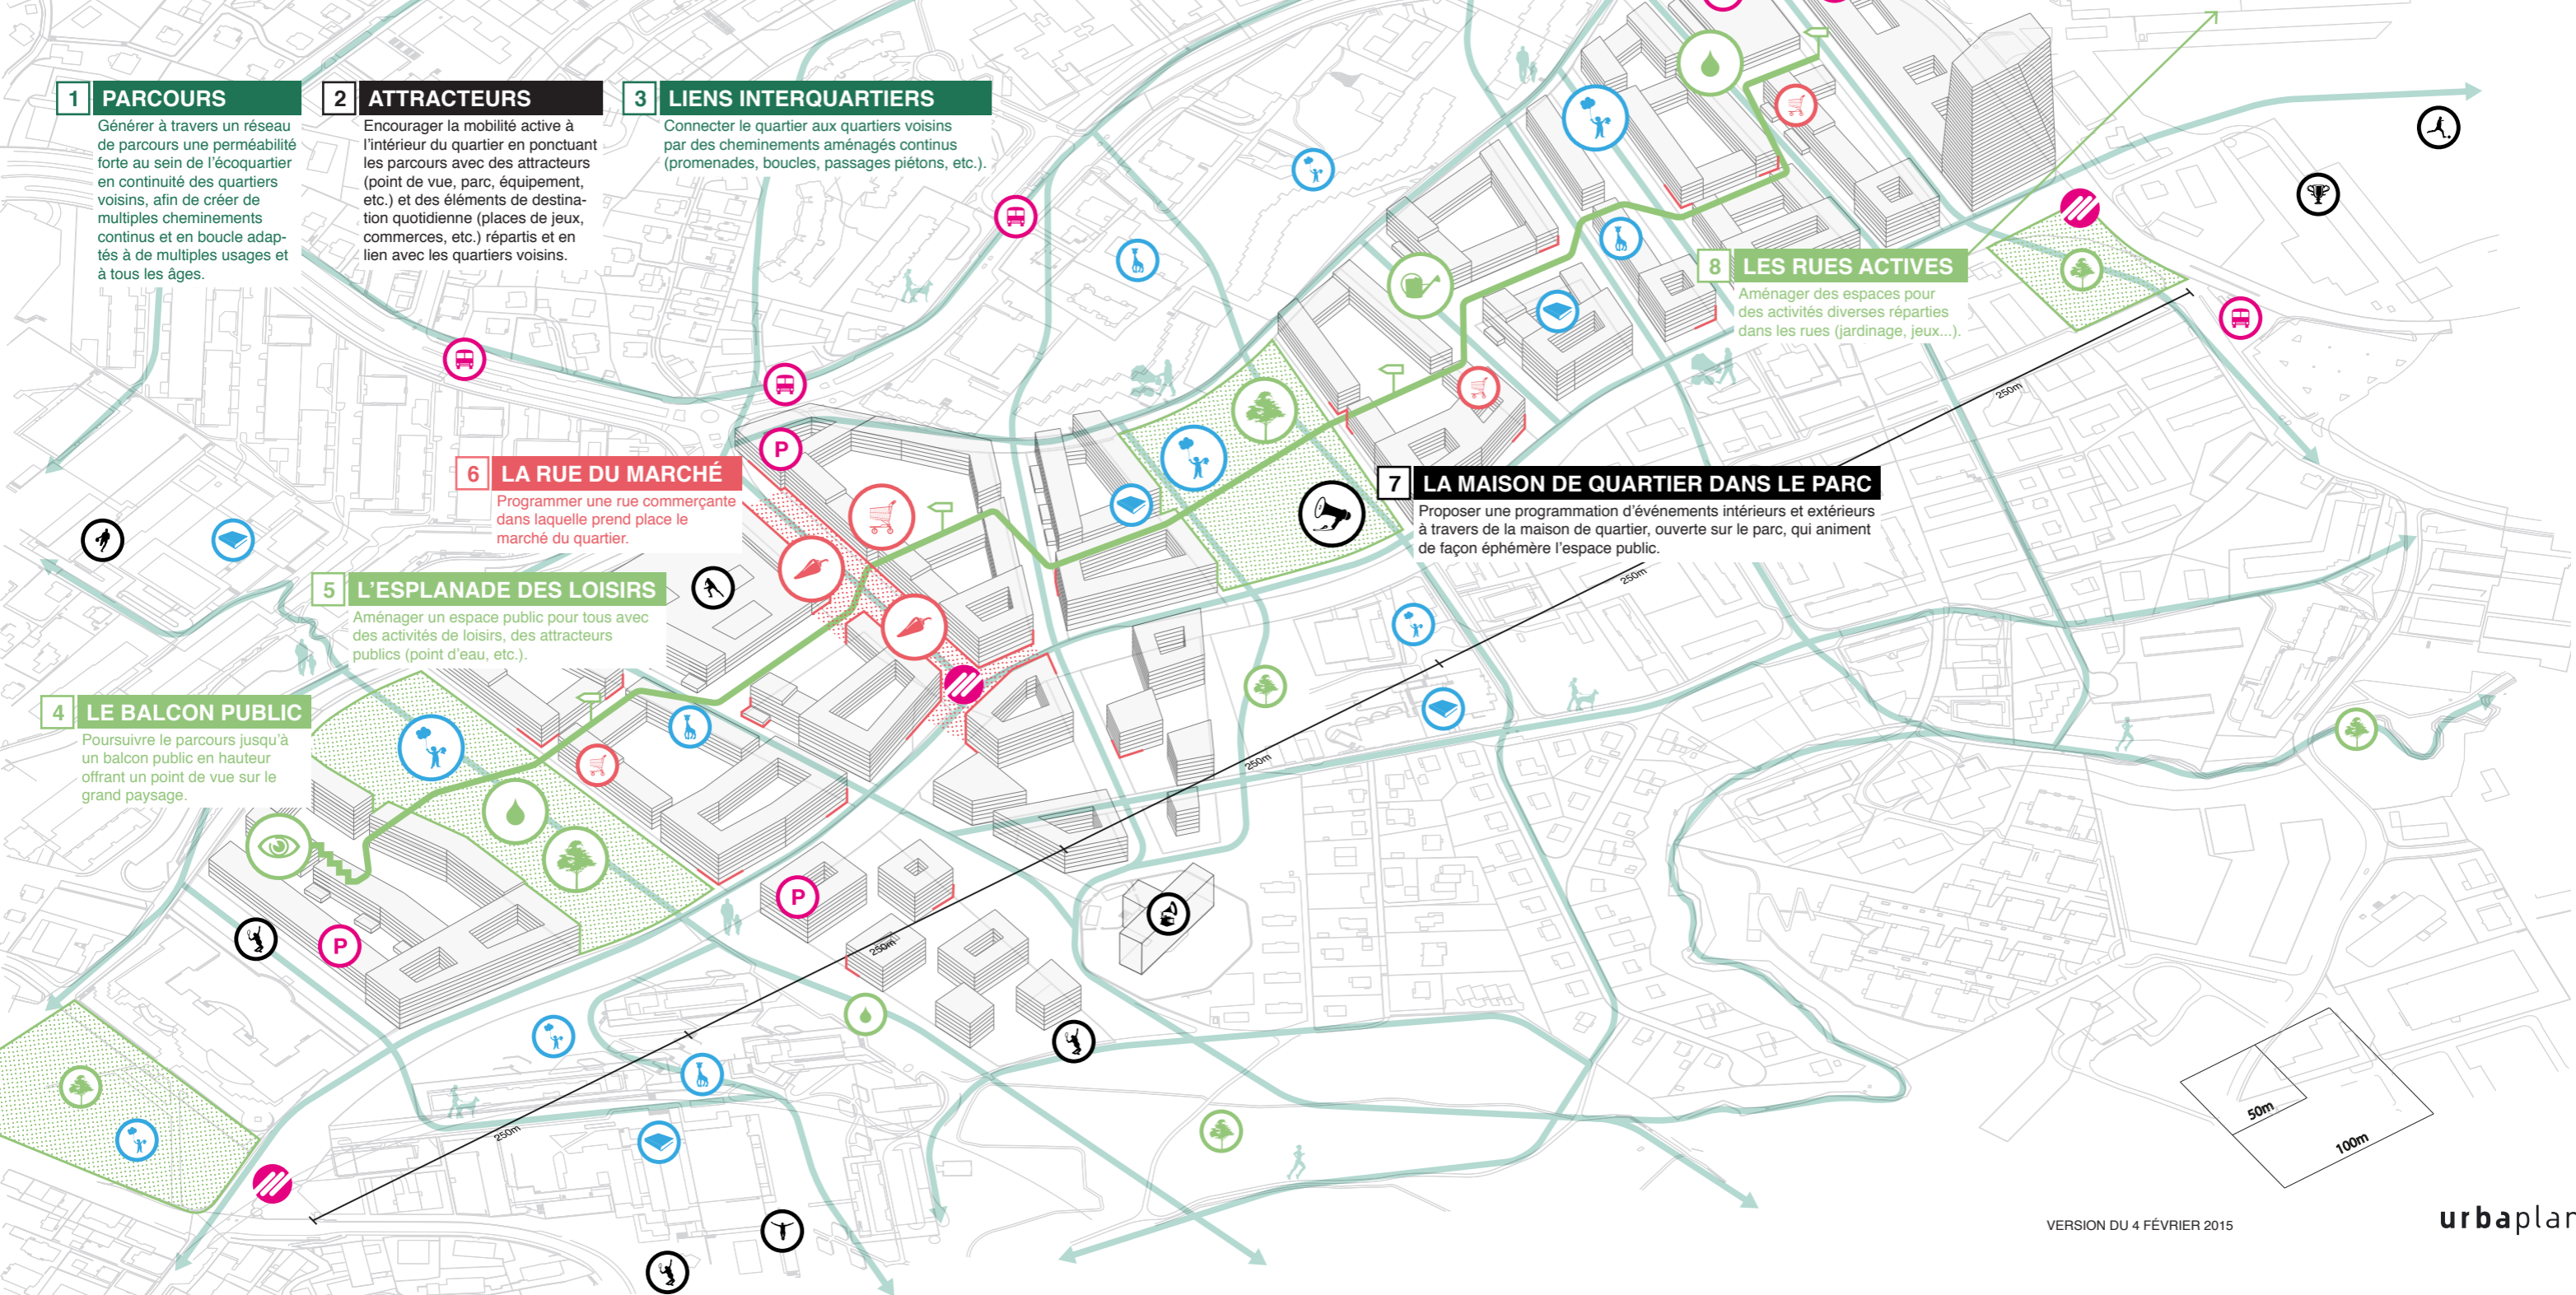 1 PARCOURS
Générer à travers un réseau
de parcours une perméabilité
forte au sein de l'écoquartier
en continuité des quartiers
voisins, afin de créer de
multiples cheminements
continus et en boucle adap-
tés à de multiples usages et
à tous les âges.
2 ATTRACTEURS
Encourager la mobilité active à
l'intérieur du quartier en ponctuant
les parcours avec des attracteurs
(point de vue, parc, équipement,
etc.) et des éléments de destina-
tion quotidienne (places de jeux,
commerces, etc.) répartis et en
lien avec les quartiers voisins.
3 LIENS INTERQUARTIERS
Connecter le quartier aux quartiers voisins
par des cheminements aménagés continus
(promenades, boucles, passages piétons, etc.).
8 LES RUES ACTIVES
Aménager des espaces pour
des activités diverses réparties
dans les rues (jardinage, jeux...).
250m
P
6 LA RUE DU MARCHÉ
Programmer une rue commerçante
dans laquelle prend place le
marché du quartier.
7 LA MAISON DE QUARTIER DANS LE PARC
Proposer une programmation d'événements intérieurs et extérieurs
à travers de la maison de quartier, ouverte sur le parc, qui animent
de façon éphémère l'espace public.
250m
5 L'ESPLANADE DES LOISIRS
Aménager un espace public pour tous avec
des activités de loisirs, des attracteurs
publics (point d'eau, etc.).
4 LE BALCON PUBLIC
Poursuivre le parcours jusqu'à
un balcon public en hauteur
offrant un point de vue sur le
grand paysage.
250m
P
P
250m
250m
50m
100m
VERSION DU 4 FÉVRIER 2015
urbaplan